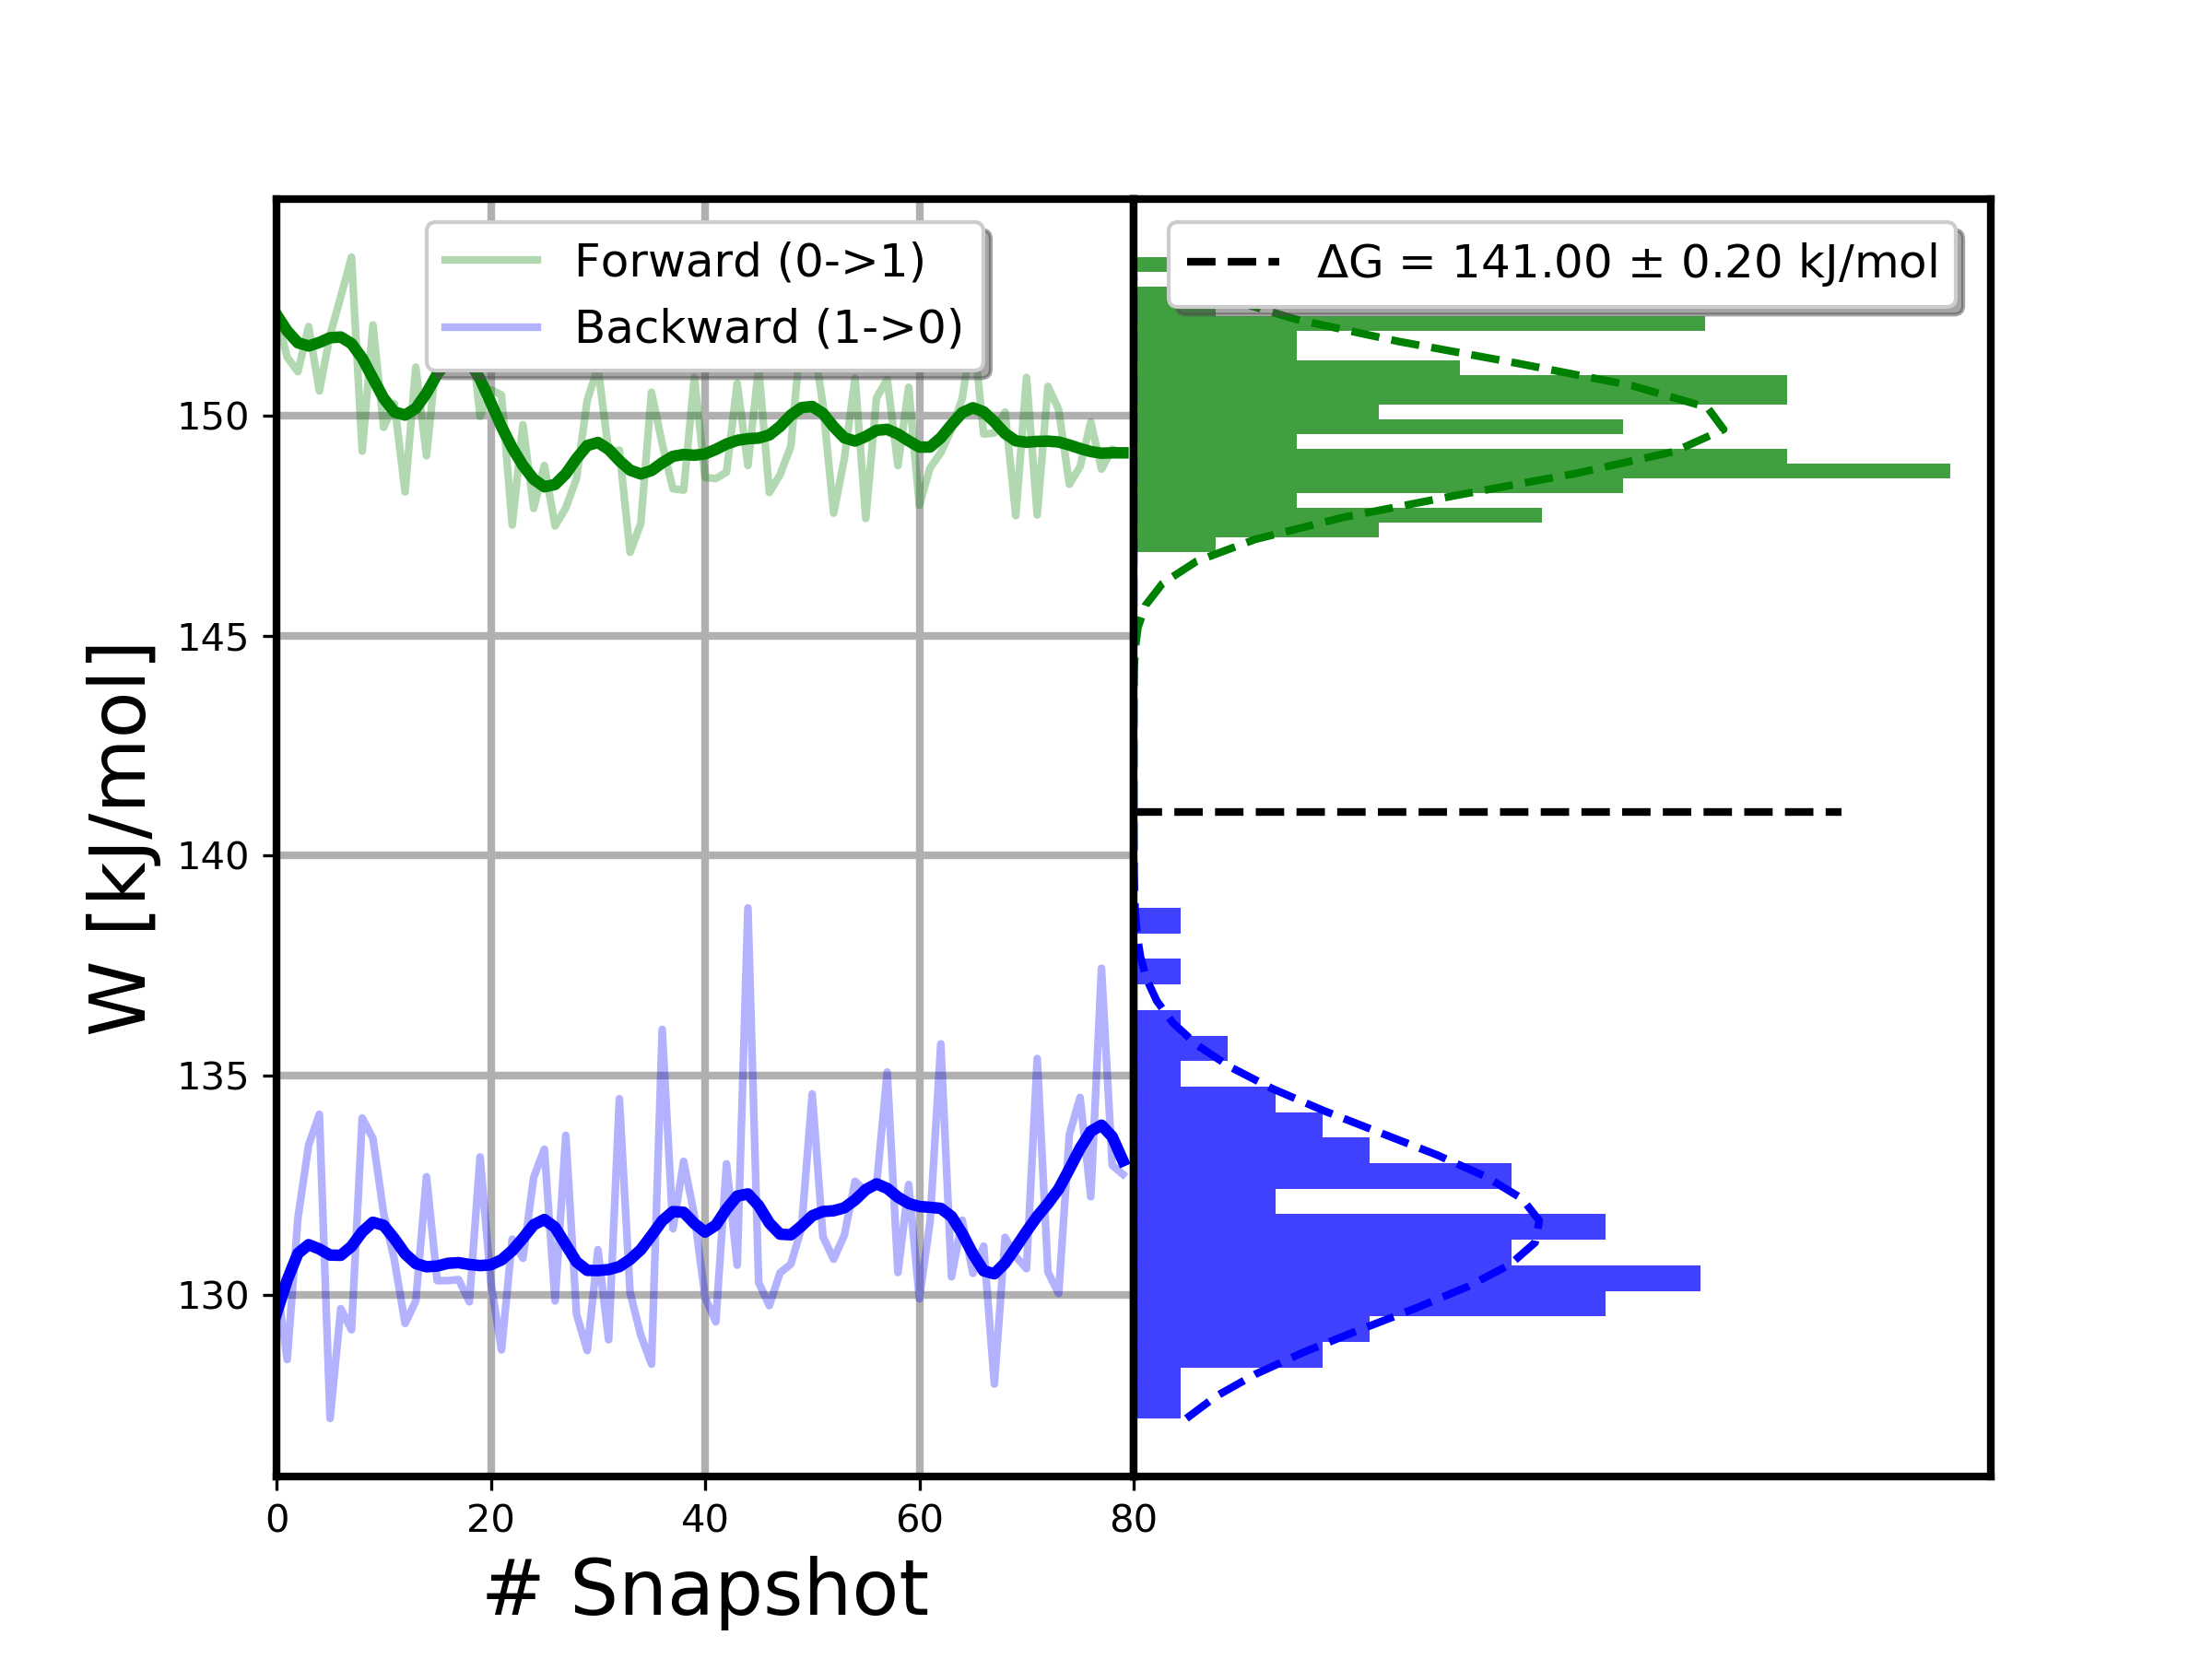 Forward (0->1)
Backward (1->0)
ΔG = 141.00 ± 0.20 kJ/mol
W [kJ/mol]
150
145
140
135
130
0 20 40 60 80
# Snapshot